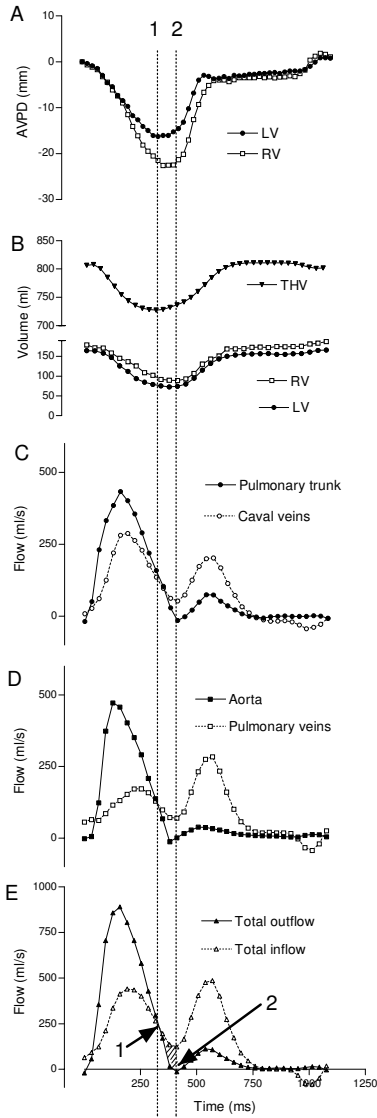 A
10
0
-10
-20
-30
AVPD (mm)
1 2
LV
RV
B
850
800
750
700
150
100
50
0
Volume (ml)
THV
RV
LV
C
500
250
0
Flow (ml/s)
Pulmonary trunk
Caval veins
D
500
250
0
Flow (ml/s)
Aorta
Pulmonary veins
E
1000
750
500
250
0
Flow (ml/s)
Total outflow
Total inflow
1
2
250 500 750 1000
Time (ms)